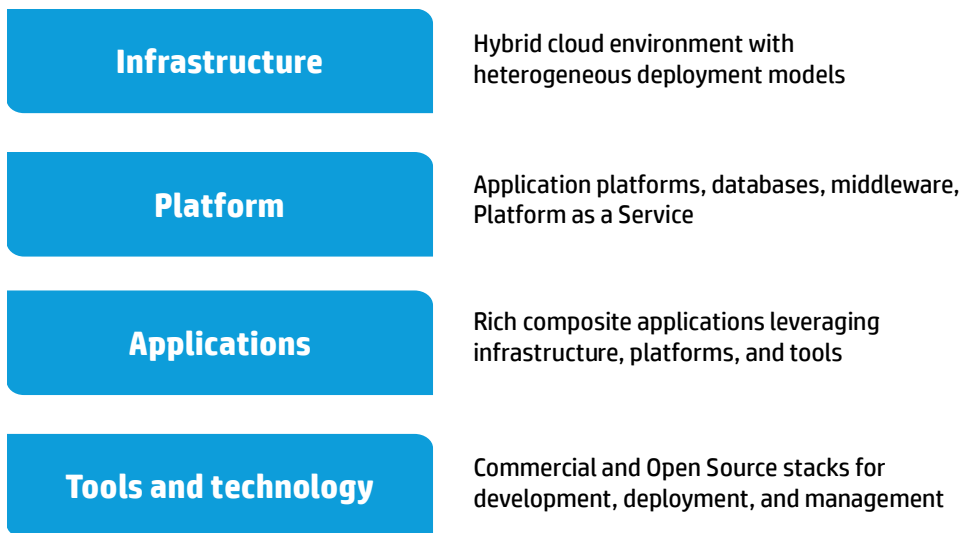 Infrastructure
Hybrid cloud environment with
heterogeneous deployment models
Platform
Application platforms, databases, middleware,
Platform as a Service
Applications
Rich composite applications leveraging
infrastructure, platforms, and tools
Tools and technology
Commercial and Open Source stacks for
development, deployment, and management